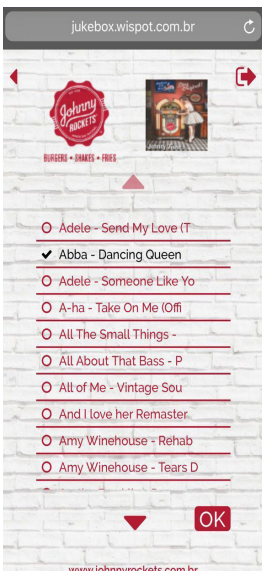 jukebox.wispot.com.br
Johnny
ROCKETS
BURGERS • SHAKES • FRIES
Adele - Send My Love (T
Abba - Dancing Queen
Adele - Someone Like Yo
A-ha - Take On Me (Offi
All The Small Things -
All About That Bass - P
All of Me - Vintage Sou
And I love her Remaster
Amy Winehouse - Rehab
Amy Winehouse - Tears D
OK
www.johnnyrockets.com.br